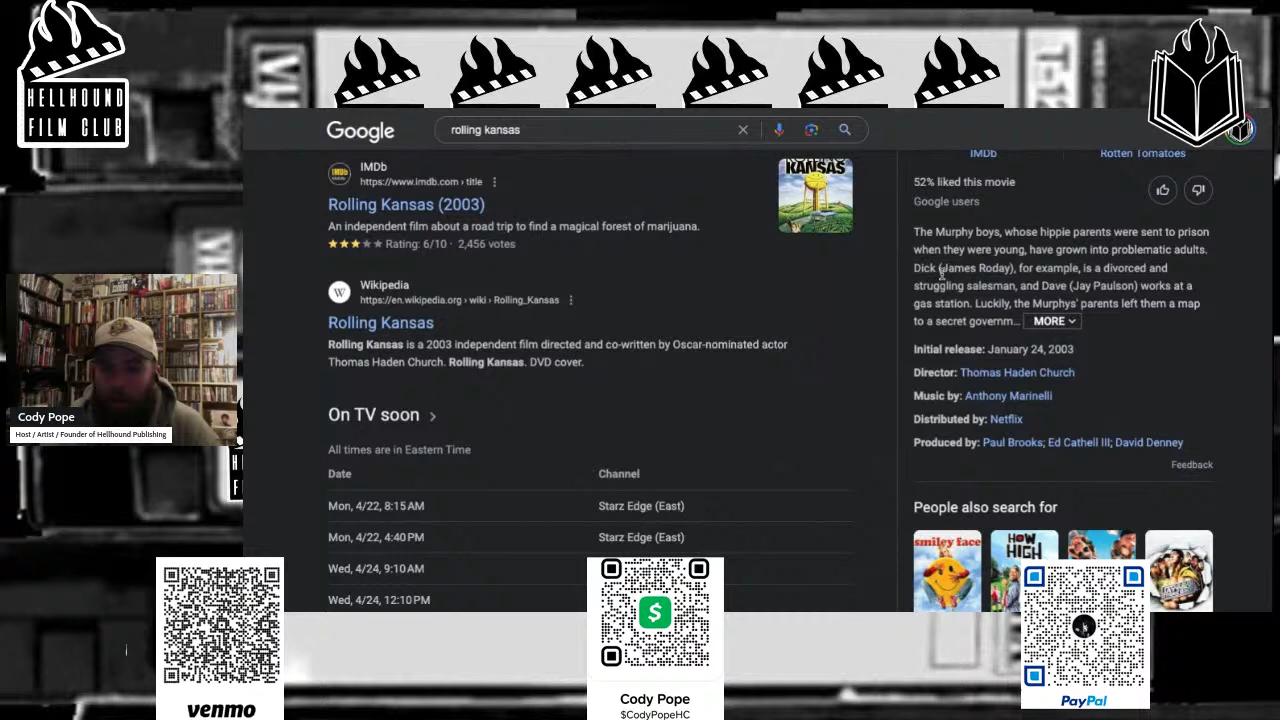 HELLHOUND
FILM CLUB
Google
rolling kansas
IMDb
https://www.imdb.com › title
Rolling Kansas (2003)
An independent film about a road trip to find a magical forest of marijuana.
Rating: 6/10 · 2,456 votes
KANSAS
W
Wikipedia
https://en.wikipedia.org › wiki › Rolling_Kansas
Rolling Kansas
Rolling Kansas is a 2003 independent film directed and co-written by Oscar-nominated actor
Thomas Haden Church. Rolling Kansas. DVD cover.
On TV soon
All times are in Eastern Time
Date Channel
Mon, 4/22, 8:15 AM Starz Edge (East)
Mon, 4/22, 4:40 PM Starz Edge (East)
Wed, 4/24, 9:10 AM
Wed, 4/24, 12:10 PM
IMDb Rotten Tomatoes
52% liked this movie
Google users
The Murphy boys, whose hippie parents were sent to prison
when they were young, have grown into problematic adults.
Dick (James Roday), for example, is a divorced and
struggling salesman, and Dave (Jay Paulson) works at a
gas station. Luckily, the Murphys' parents left them a map
to a secret governm... MORE
Initial release: January 24, 2003
Director: Thomas Haden Church
Music by: Anthony Marinelli
Distributed by: Netflix
Produced by: Paul Brooks; Ed Cathell III; David Denney
Feedback
People also search for
smiley face
HOW
HIGH
Cody Pope
Host / Artist / Founder of Hellhound Publishing
venmo
$
Cody Pope
$CodyPopeHC
PayPal